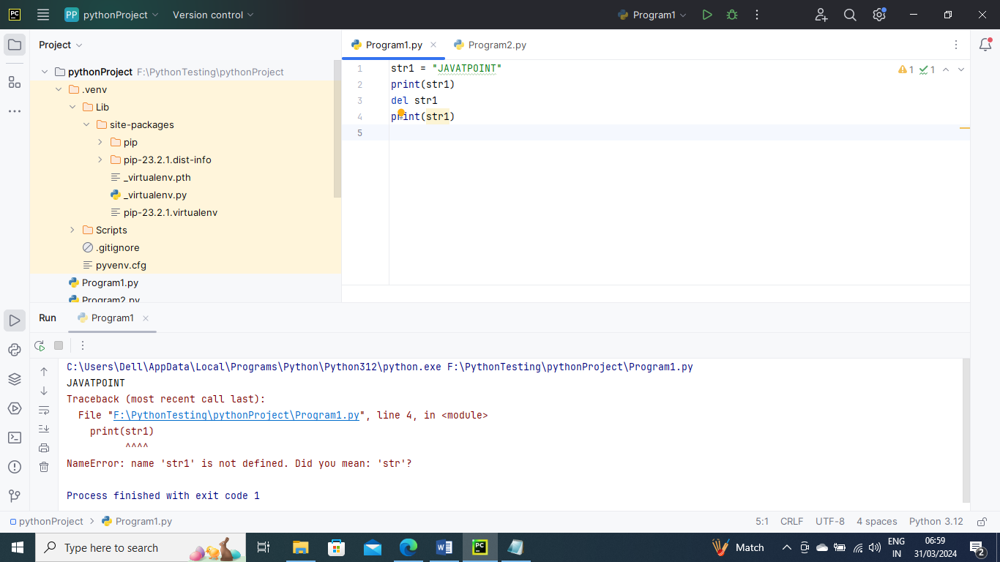 PC PP pythonProject Version control Program1
Project
Program1.py Program2.py
pythonProject F:\PythonTesting\pythonProject
.venv
Lib
site-packages
pip
pip-23.2.1.dist-info
_virtualenv.pth
_virtualenv.py
pip-23.2.1.virtualenv
Scripts
.gitignore
pyvenv.cfg
Program1.py
Program2.py
1 str1 = "JAVATPOINT" 1 1
2 print(str1)
3 del str1
4 print(str1)
5
Run Program1
C:\Users\Dell\AppData\Local\Programs\Python\Python312\python.exe F:\PythonTesting\pythonProject\Program1.py
JAVATPOINT
Traceback (most recent call last):
File "F:\PythonTesting\pythonProject\Program1.py", line 4, in <module>
print(str1)
^^^^
NameError: name 'str1' is not defined. Did you mean: 'str'?
Process finished with exit code 1
pythonProject > Program1.py 5:1 CRLF UTF-8 4 spaces Python 3.12
Type here to search
PC
Match
ENG
IN
06:59
31/03/2024
2